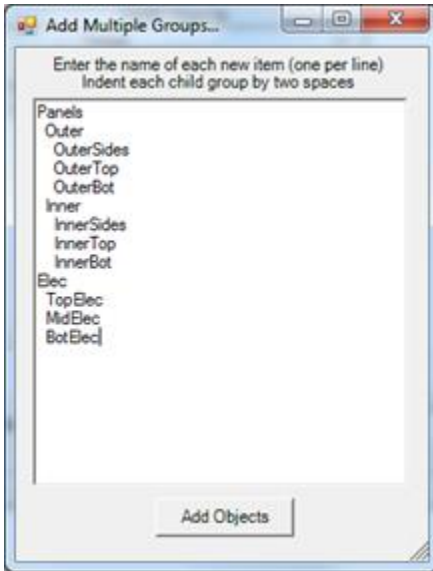 Add Multiple Groups...
Enter the name of each new item (one per line)
Indent each child group by two spaces
Panels
  Outer
    OuterSides
    OuterTop
    OuterBot
  Inner
    InnerSides
    InnerTop
    InnerBot
Elec
  TopElec
  MidElec
  BotElec
Add Objects